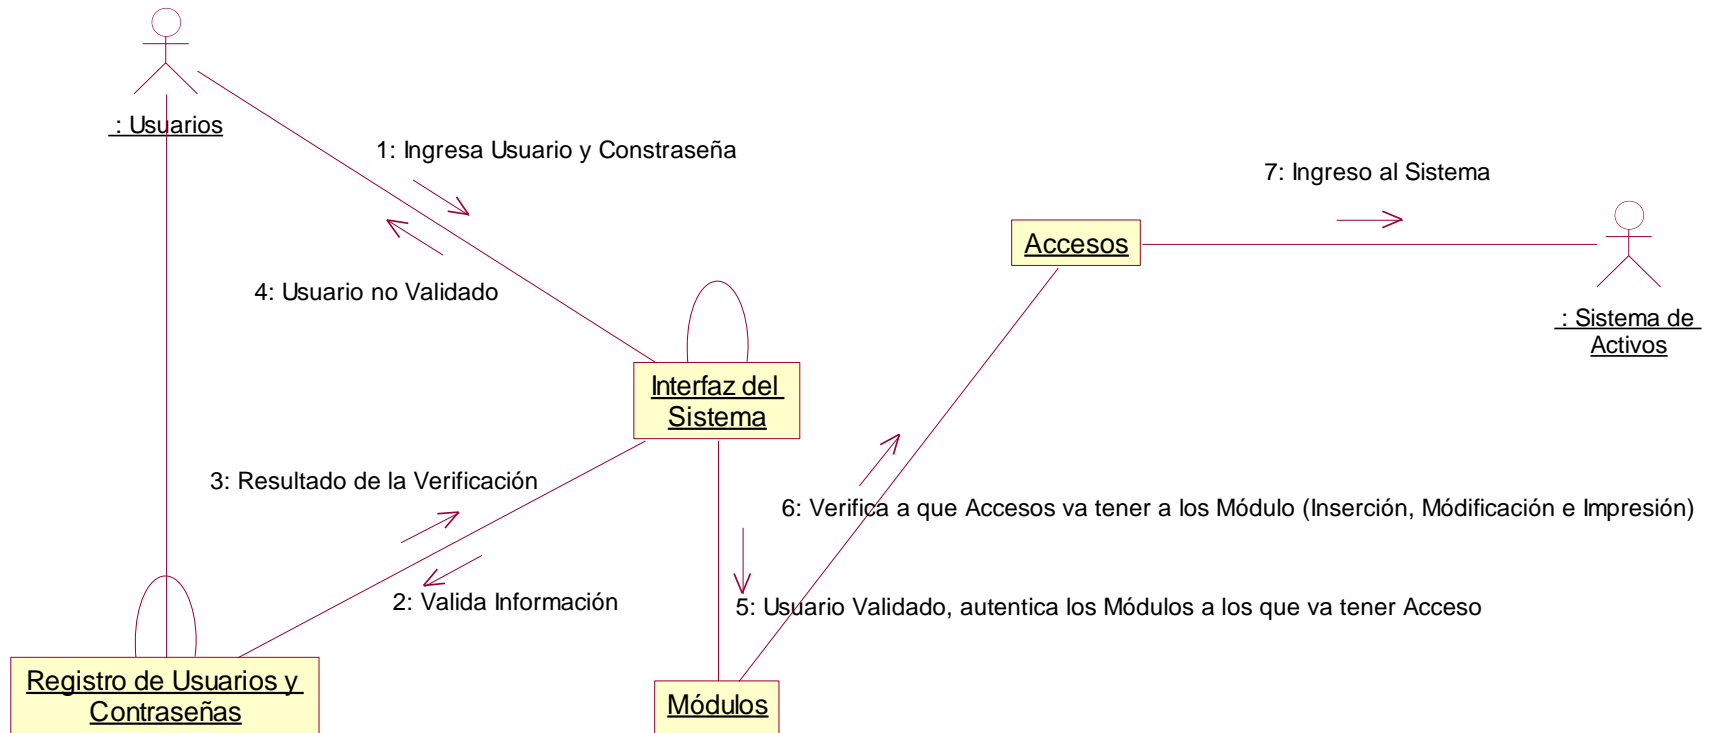 : Usuarios
1: Ingresa Usuario y Constraseña
7: Ingreso al Sistema
Accesos
4: Usuario no Validado
: Sistema de
Activos
Interfaz del
Sistema
3: Resultado de la Verificación
6: Verifica a que Accesos va tener a los Módulo (Inserción, Módificación e Impresión)
2: Valida Información
5: Usuario Validado, autentica los Módulos a los que va tener Acceso
Registro de Usuarios y
Contraseñas
Módulos